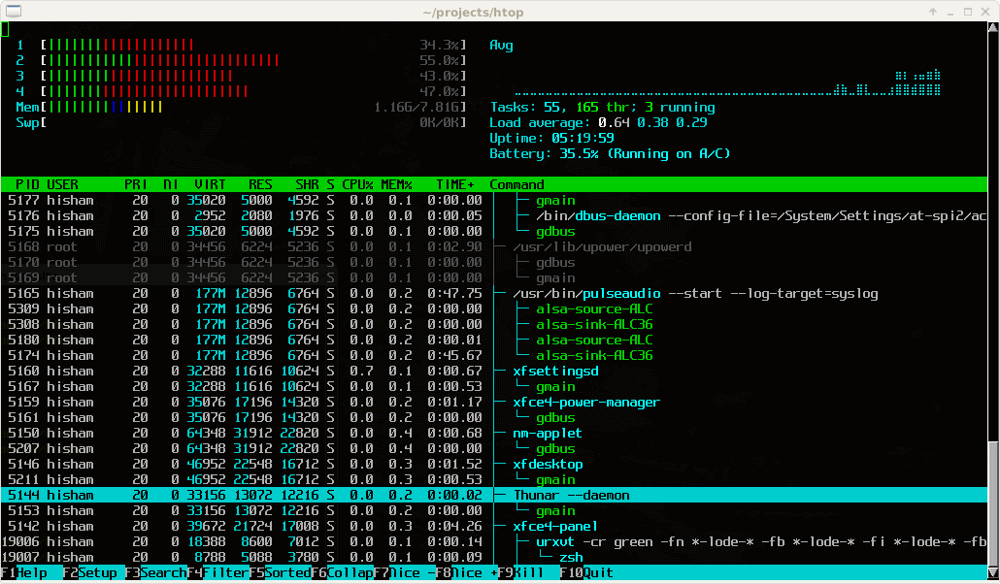 ~/projects/htop
1 [|||||||||||||||||||| 34.3%] Avg
2 [|||||||||||||||||||||||||||||| 55.0%]
3 [|||||||||||||||||||||||| 43.0%]
4 [|||||||||||||||||||||||||| 47.0%]
Mem[||||||||||||||| 1.16G/7.81G] Tasks: 55, 165 thr; 3 running
Swp[ 0K/0K] Load average: 0.64 0.38 0.29
Uptime: 05:19:59
Battery: 35.5% (Running on A/C)
PID USER PRI NI VIRT RES SHR S CPU% MEM% TIME+ Command
5177 hisham 20 0 35020 5000 4592 S 0.0 0.1 0:00.00 │ ├─ gmain
5176 hisham 20 0 2952 2080 1976 S 0.0 0.0 0:00.05 │ ├─ /bin/dbus-daemon --config-file=/System/Settings/at-spi2/ac
5175 hisham 20 0 35020 5000 4592 S 0.0 0.1 0:00.00 │ └─ gdbus
5168 root 20 0 34456 6224 5236 S 0.0 0.1 0:02.90 ├─ /usr/lib/upower/upowerd
5170 root 20 0 34456 6224 5236 S 0.0 0.1 0:00.00 │ ├─ gdbus
5169 root 20 0 34456 6224 5236 S 0.0 0.1 0:00.00 │ └─ gmain
5165 hisham 20 0 177M 12896 6764 S 0.0 0.2 0:47.75 ├─ /usr/bin/pulseaudio --start --log-target=syslog
5309 hisham 20 0 177M 12896 6764 S 0.0 0.2 0:00.00 │ ├─ alsa-source-ALC
5308 hisham 20 0 177M 12896 6764 S 0.0 0.2 0:00.00 │ ├─ alsa-sink-ALC36
5180 hisham 20 0 177M 12896 6764 S 0.0 0.2 0:00.01 │ ├─ alsa-source-ALC
5174 hisham 20 0 177M 12896 6764 S 0.0 0.2 0:45.67 │ └─ alsa-sink-ALC36
5160 hisham 20 0 32288 11616 10624 S 0.7 0.1 0:00.67 ├─ xfsettingsd
5167 hisham 20 0 32288 11616 10624 S 0.0 0.1 0:00.53 │ └─ gmain
5159 hisham 20 0 35076 17196 14320 S 0.0 0.2 0:01.17 ├─ xfce4-power-manager
5161 hisham 20 0 35076 17196 14320 S 0.0 0.2 0:00.00 │ └─ gdbus
5150 hisham 20 0 64348 31912 22820 S 0.0 0.4 0:00.68 ├─ nm-applet
5207 hisham 20 0 64348 31912 22820 S 0.0 0.4 0:00.00 │ └─ gdbus
5146 hisham 20 0 46952 22548 16712 S 0.0 0.3 0:01.52 ├─ xfdesktop
5211 hisham 20 0 46952 22548 16712 S 0.0 0.3 0:00.53 │ └─ gmain
5144 hisham 20 0 33156 13072 12216 S 0.0 0.2 0:00.02 ├─ Thunar --daemon
5153 hisham 20 0 33156 13072 12216 S 0.0 0.2 0:00.00 │ └─ gmain
5142 hisham 20 0 39672 21724 17008 S 0.0 0.3 0:04.26 ├─ xfce4-panel
19006 hisham 20 0 18388 8600 7012 S 0.0 0.1 0:00.14 │ ├─ urxvt -cr green -fn *-lode-* -fb *-lode-* -fi *-lode-* -fb
19007 hisham 20 0 8788 5088 3780 S 0.0 0.1 0:00.09 │ │ └─ zsh
F1Help F2Setup F3SearchF4FilterF5SortedF6CollapF7Nice -F8Nice +F9Kill F10Quit